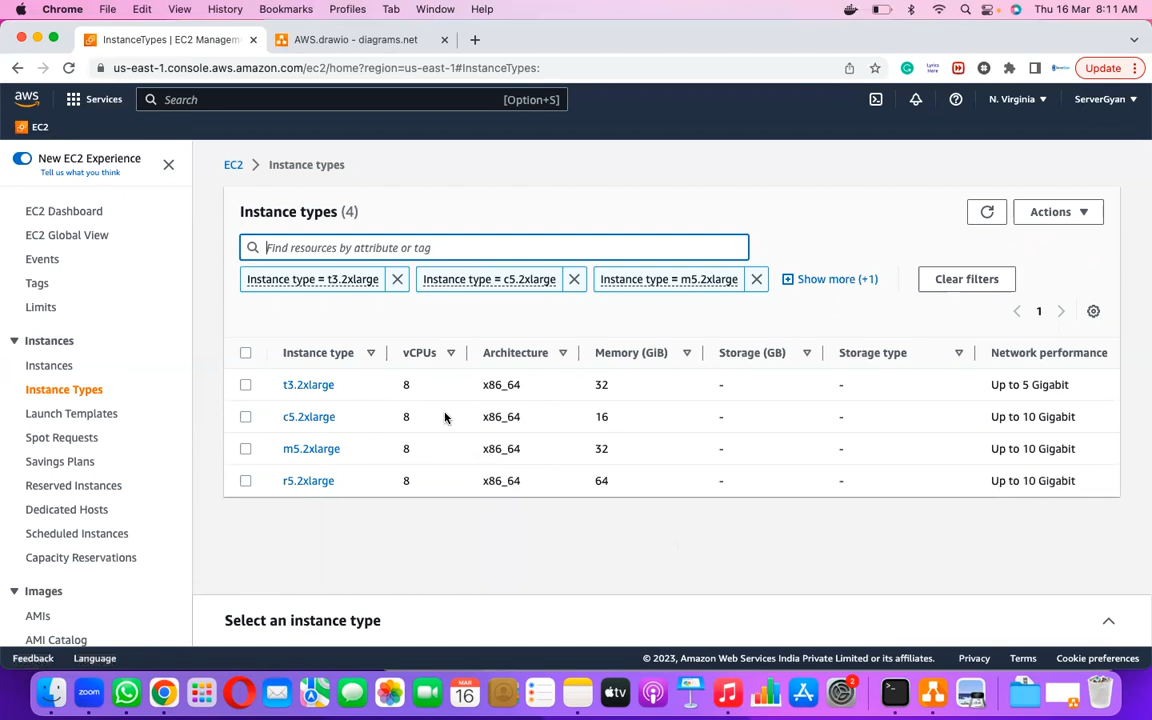 Chrome File Edit View History Bookmarks Profiles Tab Window Help Thu 16 Mar 8:11 AM
InstanceTypes | EC2 Managem AWS.drawio - diagrams.net
us-east-1.console.aws.amazon.com/ec2/home?region=us-east-1#InstanceTypes: Update
aws Services Search [Option+S] N. Virginia ServerGyan
EC2
New EC2 Experience
Tell us what you think
EC2 Dashboard
EC2 Global View
Events
Tags
Limits
Instances
Instances
Instance Types
Launch Templates
Spot Requests
Savings Plans
Reserved Instances
Dedicated Hosts
Scheduled Instances
Capacity Reservations
Images
AMIs
AMI Catalog
EC2 > Instance types
Instance types (4) Actions
Find resources by attribute or tag
Instance type = t3.2xlarge Instance type = c5.2xlarge Instance type = m5.2xlarge Show more (+1) Clear filters
1
Instance type vCPUs Architecture Memory (GiB) Storage (GB) Storage type Network performance
t3.2xlarge 8 x86_64 32 - - Up to 5 Gigabit
c5.2xlarge 8 x86_64 16 - - Up to 10 Gigabit
m5.2xlarge 8 x86_64 32 - - Up to 10 Gigabit
r5.2xlarge 8 x86_64 64 - - Up to 10 Gigabit
Select an instance type
Feedback Language © 2023, Amazon Web Services India Private Limited or its affiliates. Privacy Terms Cookie preferences
zoom MAR 16 tv 2